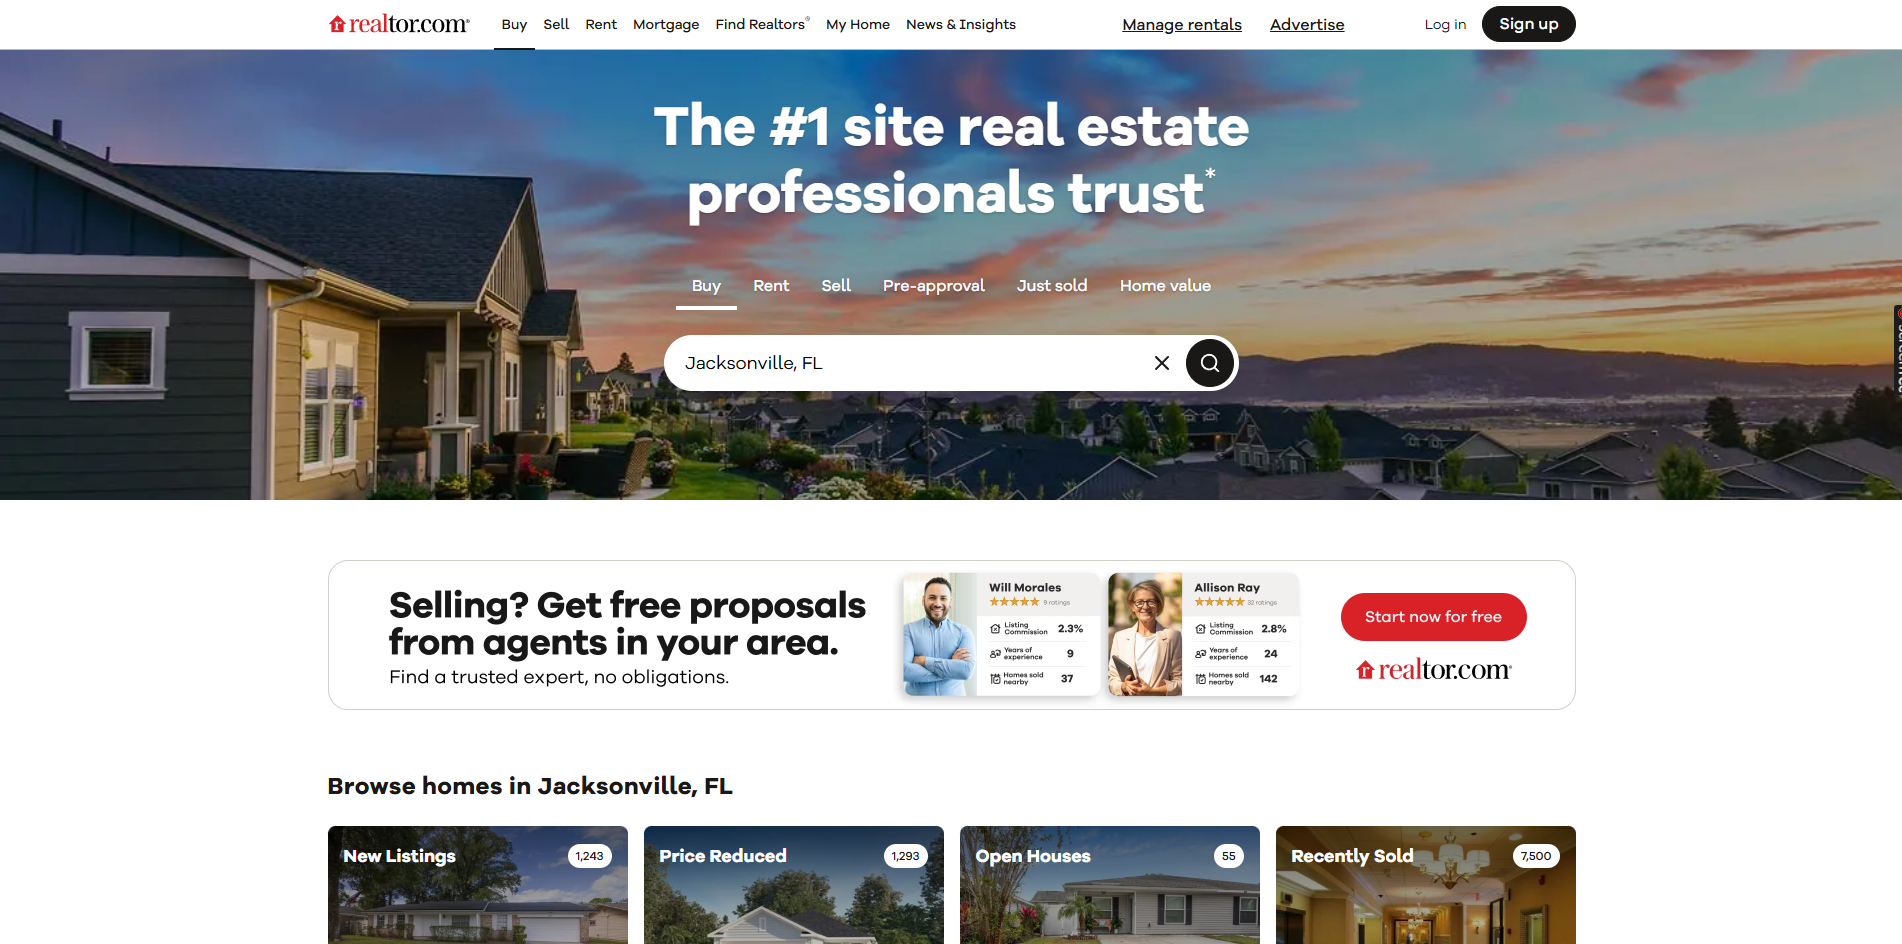 realtor.com®
Buy
Sell
Rent
Mortgage
Find Realtors®
My Home
News & Insights
Manage rentals
Advertise
Log in
Sign up
The #1 site real estate
professionals trust*
Buy
Rent
Sell
Pre-approval
Just sold
Home value
Jacksonville, FL
Selling? Get free proposals
from agents in your area.
Find a trusted expert, no obligations.
Will Morales
9 ratings
Listing
Commission
2.3%
Years of
experience
9
Homes sold
nearby
37
Allison Ray
32 ratings
Listing
Commission
2.8%
Years of
experience
24
Homes sold
nearby
142
Start now for free
realtor.com®
Browse homes in Jacksonville, FL
New Listings
1,243
Price Reduced
1,293
Open Houses
55
Recently Sold
7,500